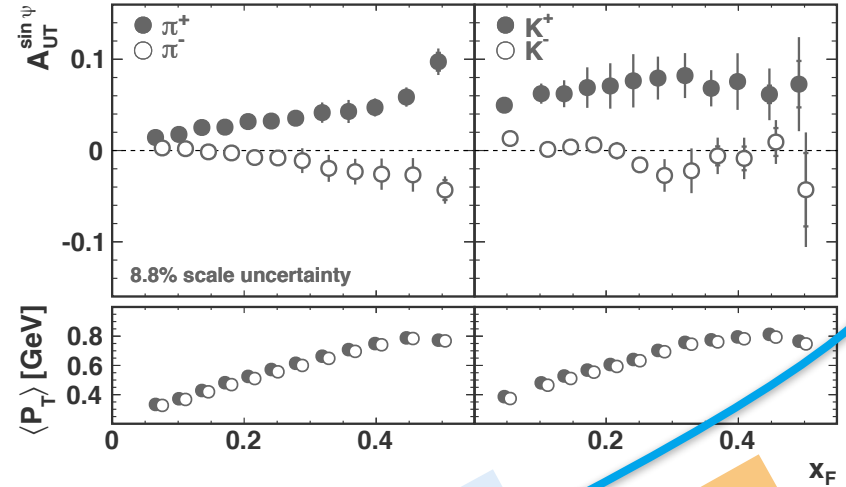 A_UT^sin ψ
π+
π-
K+
K-
0.1
0
-0.1
8.8% scale uncertainty
⟨P_T⟩ [GeV]
0.8
0.6
0.4
0 0.2 0.4 0.2 0.4
x_F